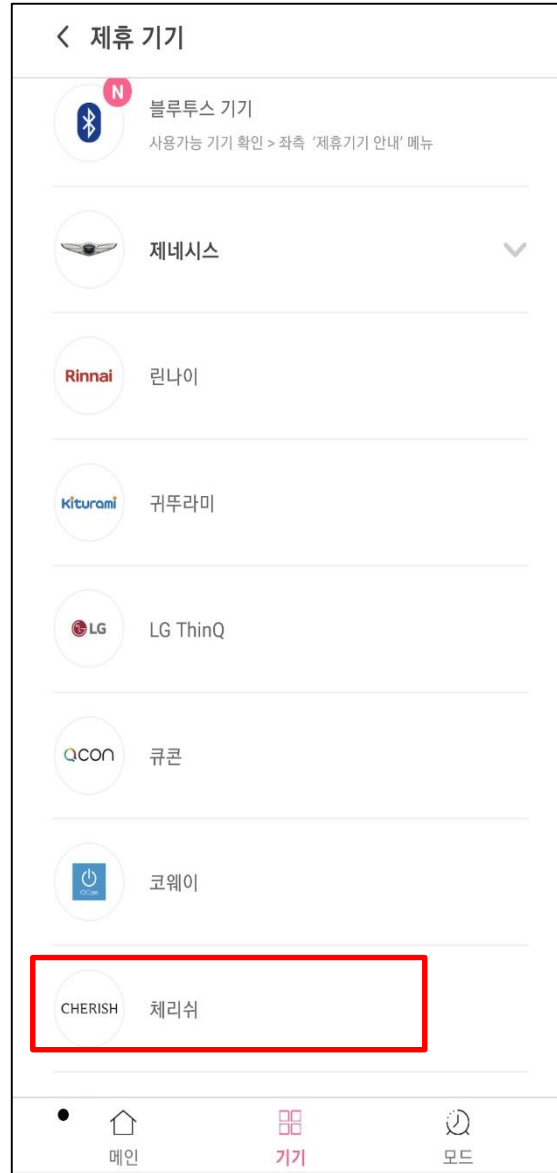 제휴 기기
N
블루투스 기기
사용가능 기기 확인 > 좌측 '제휴기기 안내' 메뉴
제네시스
Rinnai 린나이
Kiturami 귀뚜라미
LG LG ThinQ
QCON 큐콘
코웨이
CHERISH 체리쉬
메인 기기 모드